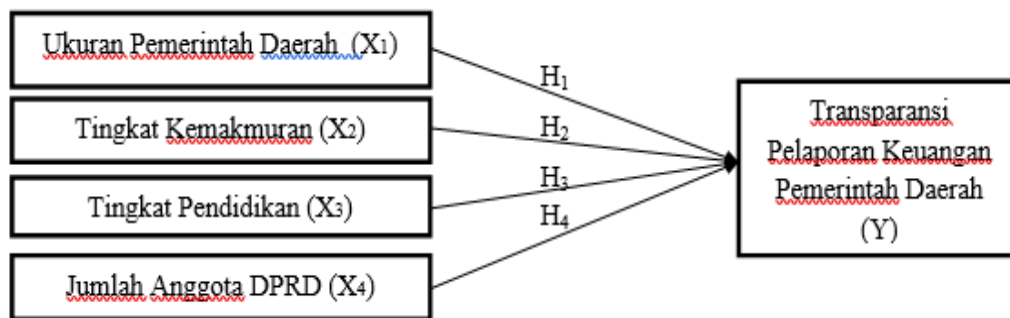 Ukuran Pemerintah Daerah (X1)
Tingkat Kemakmuran (X2)
Tingkat Pendidikan (X3)
Jumlah Anggota DPRD (X4)
H1
H2
H3
H4
Transparansi
Pelaporan Keuangan
Pemerintah Daerah
(Y)